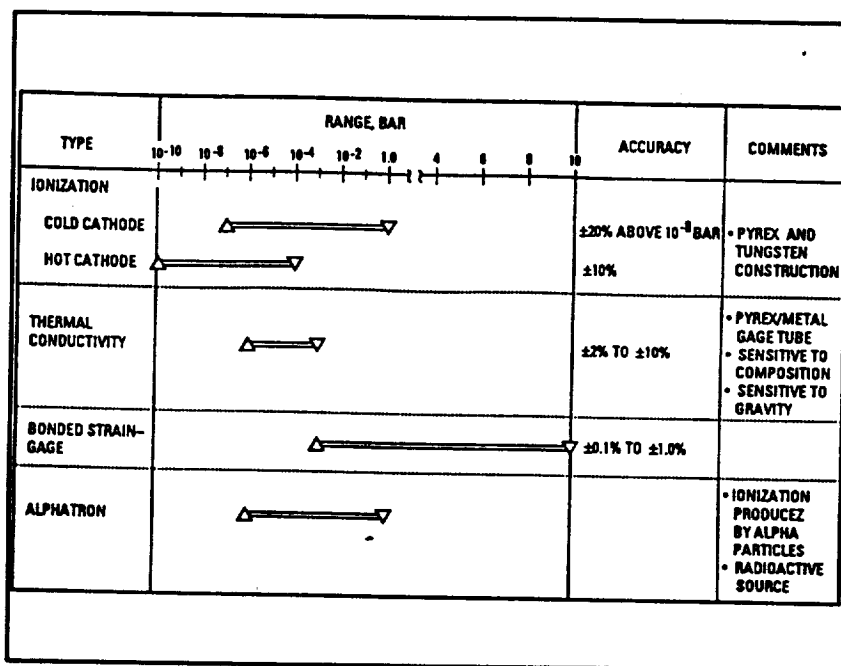 RANGE, BAR
TYPE
ACCURACY
COMMENTS
10-10 10-8 10-6 10-4 10-2 1.0 4 6 8 10
IONIZATION
COLD CATHODE
±20% ABOVE 10-8 BAR
• PYREX AND
TUNGSTEN
CONSTRUCTION
HOT CATHODE
±10%
THERMAL
CONDUCTIVITY
±2% TO ±10%
• PYREX/METAL
GAGE TUBE
• SENSITIVE TO
COMPOSITION
• SENSITIVE TO
GRAVITY
BONDED STRAIN–
GAGE
±0.1% TO ±1.0%
ALPHATRON
• IONIZATION
PRODUCEZ
BY ALPHA
PARTICLES
• RADIOACTIVE
SOURCE